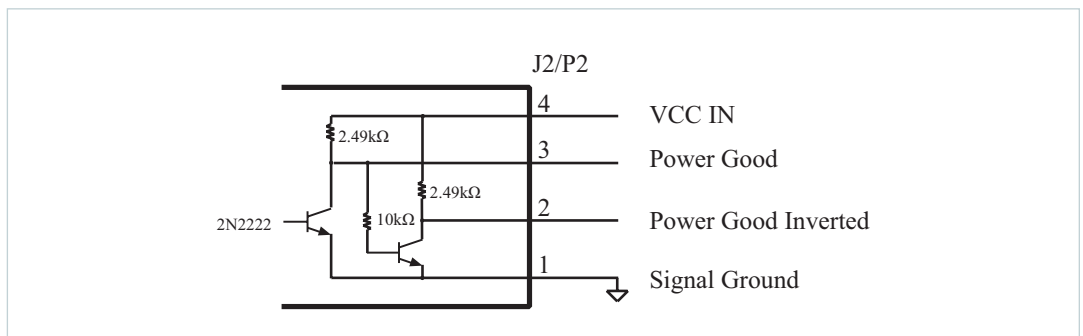 J2/P2
4
VCC IN
2.49kΩ
3
Power Good
2.49kΩ
10kΩ
2
2N2222
Power Good Inverted
1
Signal Ground